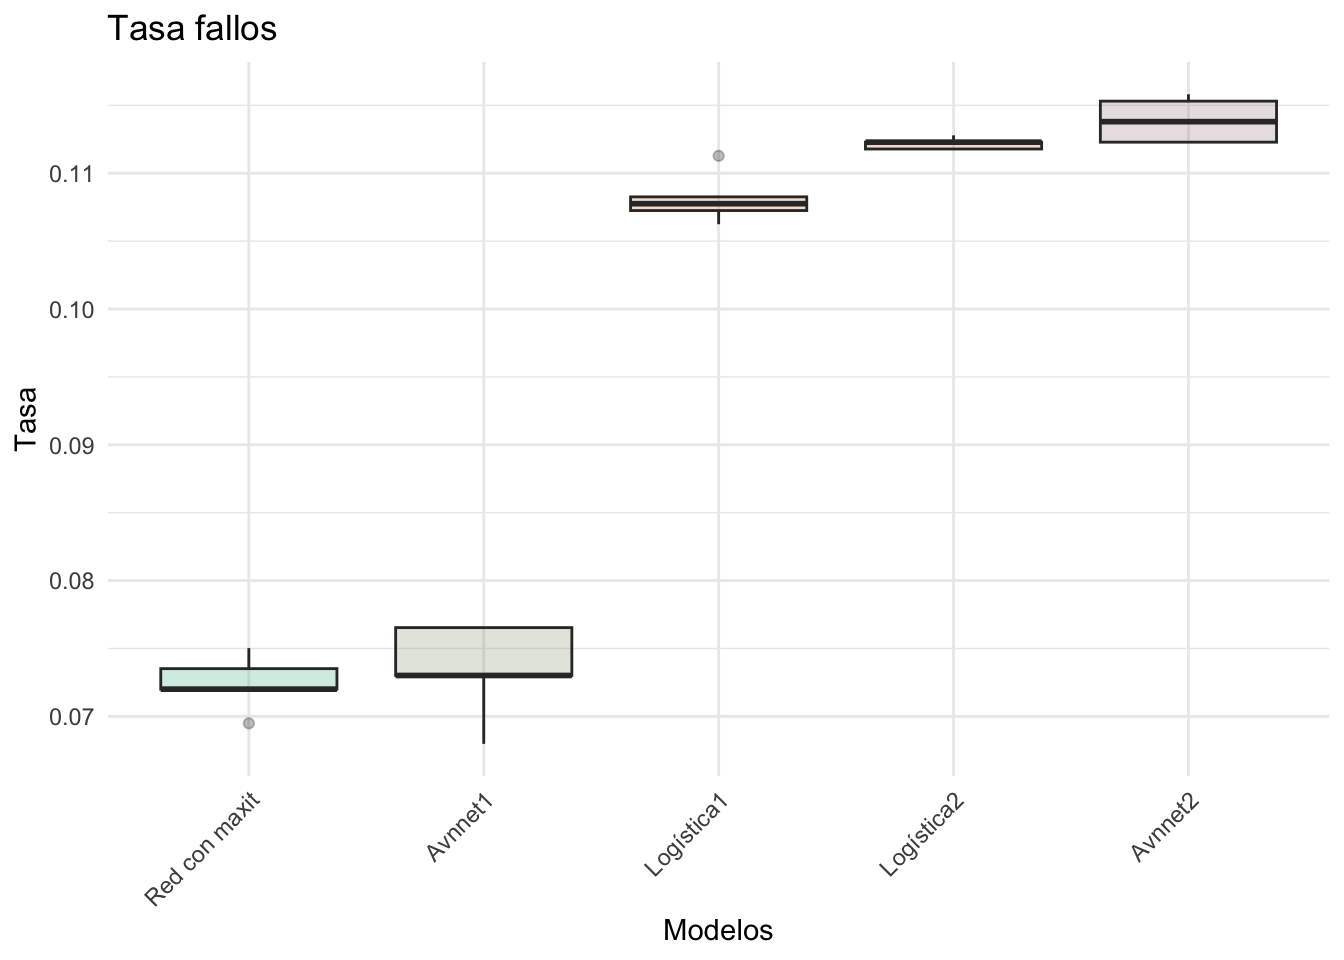 Tasa fallos
Tasa
0.11
0.10
0.09
0.08
0.07
Red con maxit
Avnnet1
Logística1
Logística2
Avnnet2
Modelos